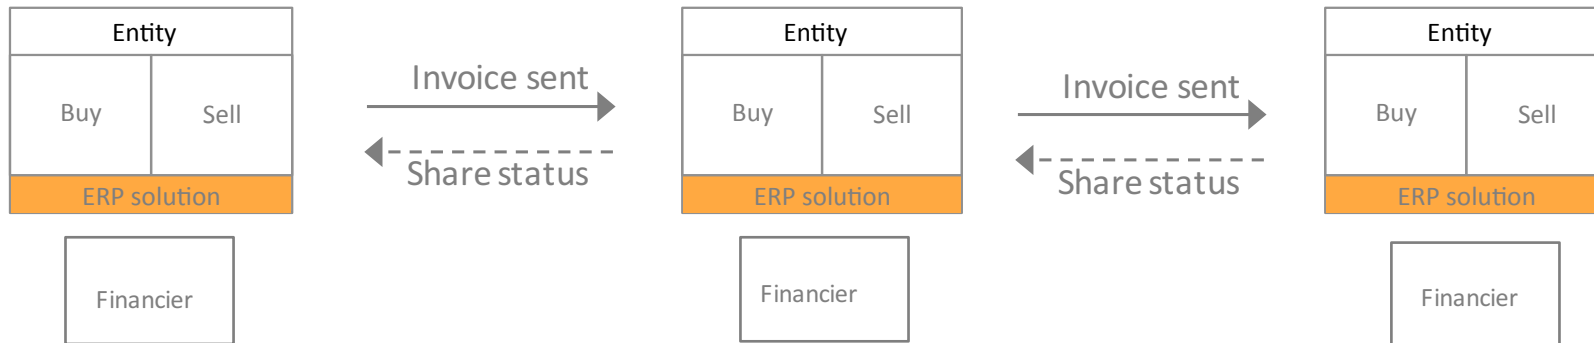 Entity
Buy
Sell
ERP solution
Financier
Invoice sent
Share status
Entity
Buy
Sell
ERP solution
Financier
Invoice sent
Share status
Entity
Buy
Sell
ERP solution
Financier